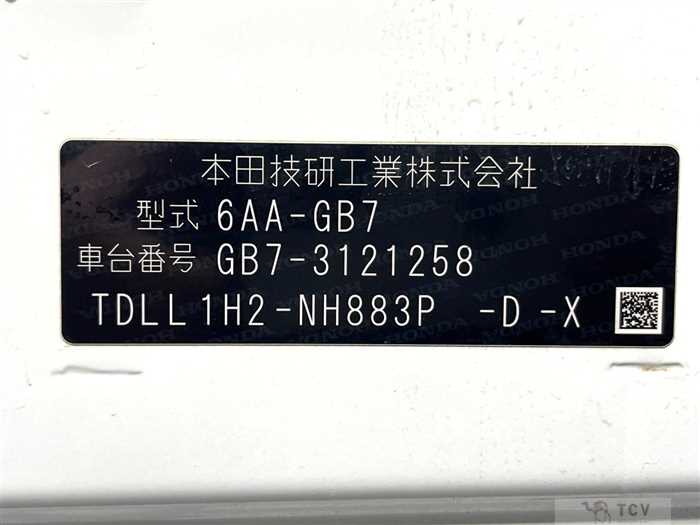 本田技研工業株式会社
型式 6AA-GB7
車台番号 GB7-3121258
TDLL1H2-NH883P -D -X
TCV